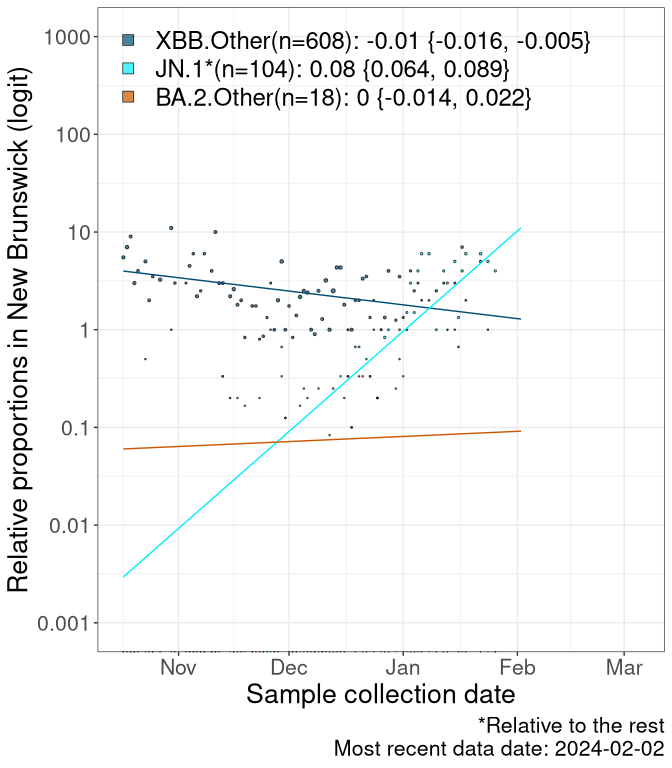 XBB.Other(n=608): -0.01 {-0.016, -0.005}
JN.1*(n=104): 0.08 {0.064, 0.089}
BA.2.Other(n=18): 0 {-0.014, 0.022}
Relative proportions in New Brunswick (logit)
1000
100
10
1
0.1
0.01
0.001
Nov Dec Jan Feb Mar
Sample collection date
*Relative to the rest
Most recent data date: 2024-02-02